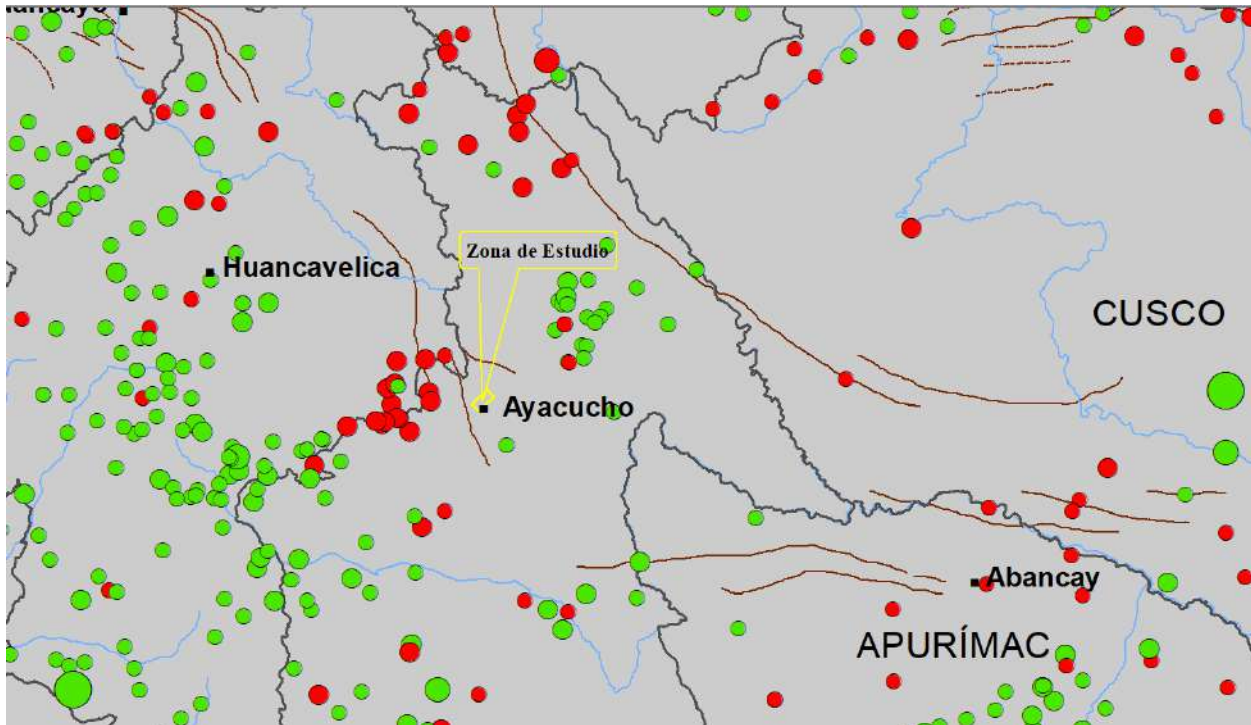 Zona de Estudio
Huancavelica
CUSCO
Ayacucho
Abancay
APURÍMAC